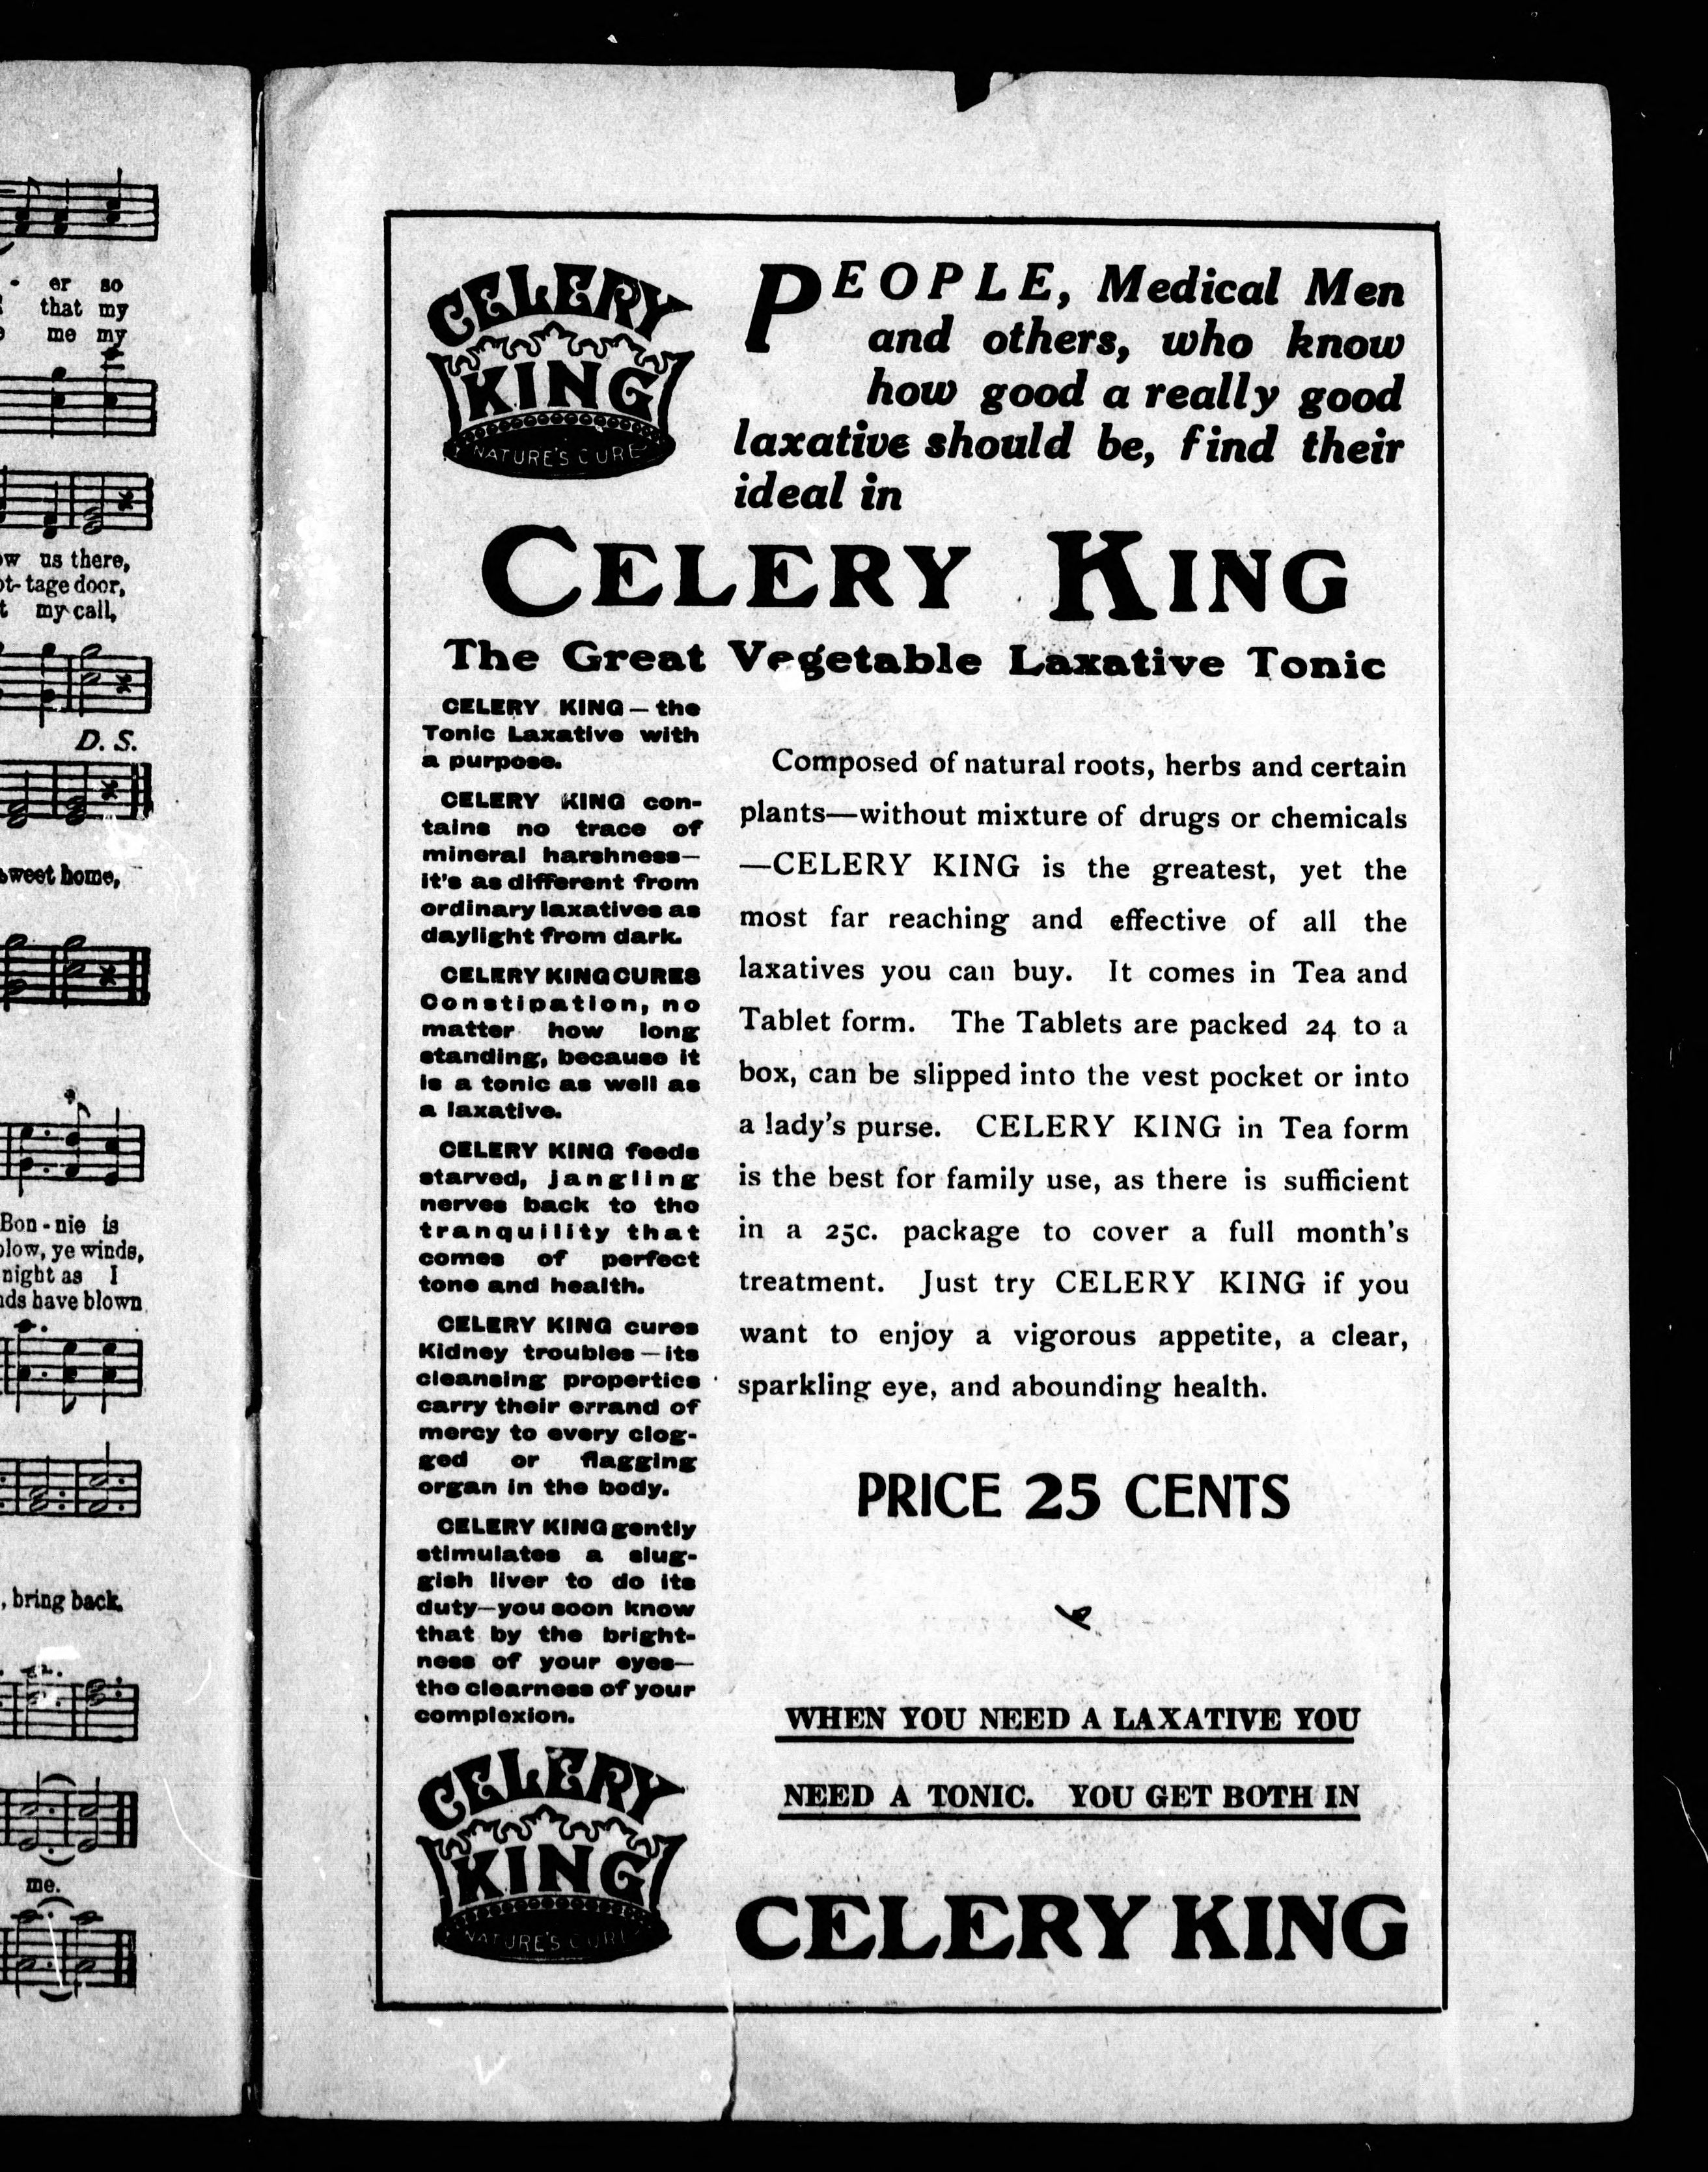 er so
that my
me my
us there,
tage door,
my call,
D. S.
sweet home,
Bon - nie is
blow, ye winds,
night as I
have blown
, bring back.
me.
CELERY
KING
NATURE'S CURE
PEOPLE, Medical Men
and others, who know
how good a really good
laxative should be, find their
ideal in
CELERY KING
The Great Vegetable Laxative Tonic
CELERY KING—the
Tonic Laxative with
a purpose.
CELERY KING con-
tains no trace of
mineral harshness—
it's as different from
ordinary laxatives as
daylight from dark.
CELERY KING CURES
Constipation, no
matter how long
standing, because it
is a tonic as well as
a laxative.
CELERY KING feeds
starved, jangling
nerves back to the
tranquility that
comes of perfect
tone and health.
CELERY KING cures
Kidney troubles—its
cleansing properties
carry their errand of
mercy to every clog-
ged or flagging
organ in the body.
CELERY KING gently
stimulates a slug-
gish liver to do its
duty—you soon know
that by the bright-
ness of your eyes—
the clearness of your
complexion.
CELERY
KING
NATURE'S CURE
Composed of natural roots, herbs and certain
plants—without mixture of drugs or chemicals
—CELERY KING is the greatest, yet the
most far reaching and effective of all the
laxatives you can buy. It comes in Tea and
Tablet form. The Tablets are packed 24 to a
box, can be slipped into the vest pocket or into
a lady's purse. CELERY KING in Tea form
is the best for family use, as there is sufficient
in a 25c. package to cover a full month's
treatment. Just try CELERY KING if you
want to enjoy a vigorous appetite, a clear,
sparkling eye, and abounding health.
PRICE 25 CENTS
WHEN YOU NEED A LAXATIVE YOU
NEED A TONIC. YOU GET BOTH IN
CELERY KING